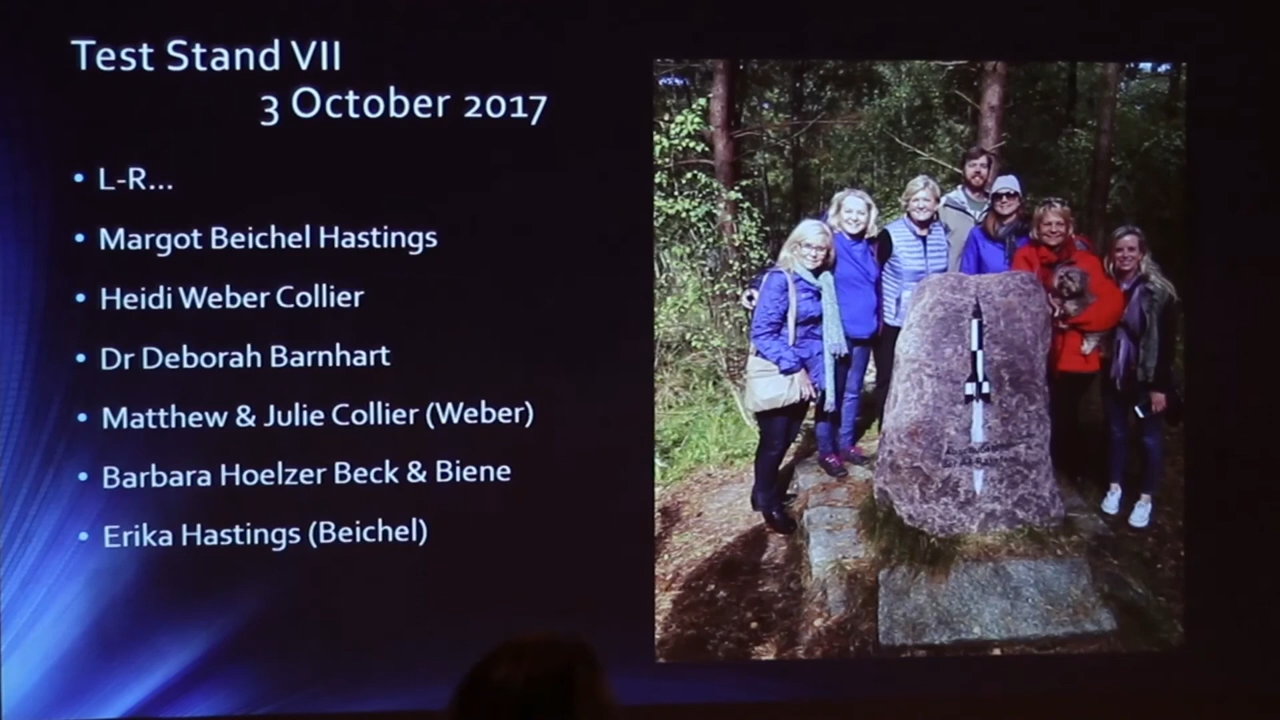 Test Stand VII
3 October 2017
• L-R...
• Margot Beichel Hastings
• Heidi Weber Collier
• Dr Deborah Barnhart
• Matthew & Julie Collier (Weber)
• Barbara Hoelzer Beck & Biene
• Erika Hastings (Beichel)